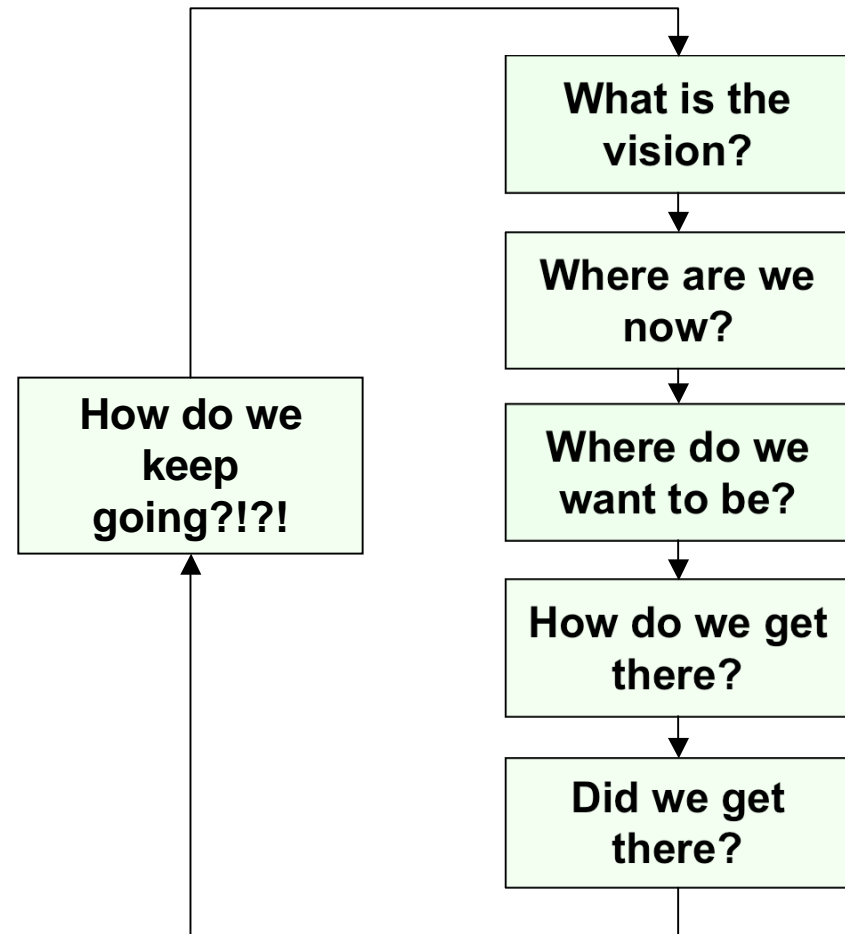 What is the
vision?
Where are we
now?
Where do we
want to be?
How do we get
there?
Did we get
there?
How do we
keep
going?!?!